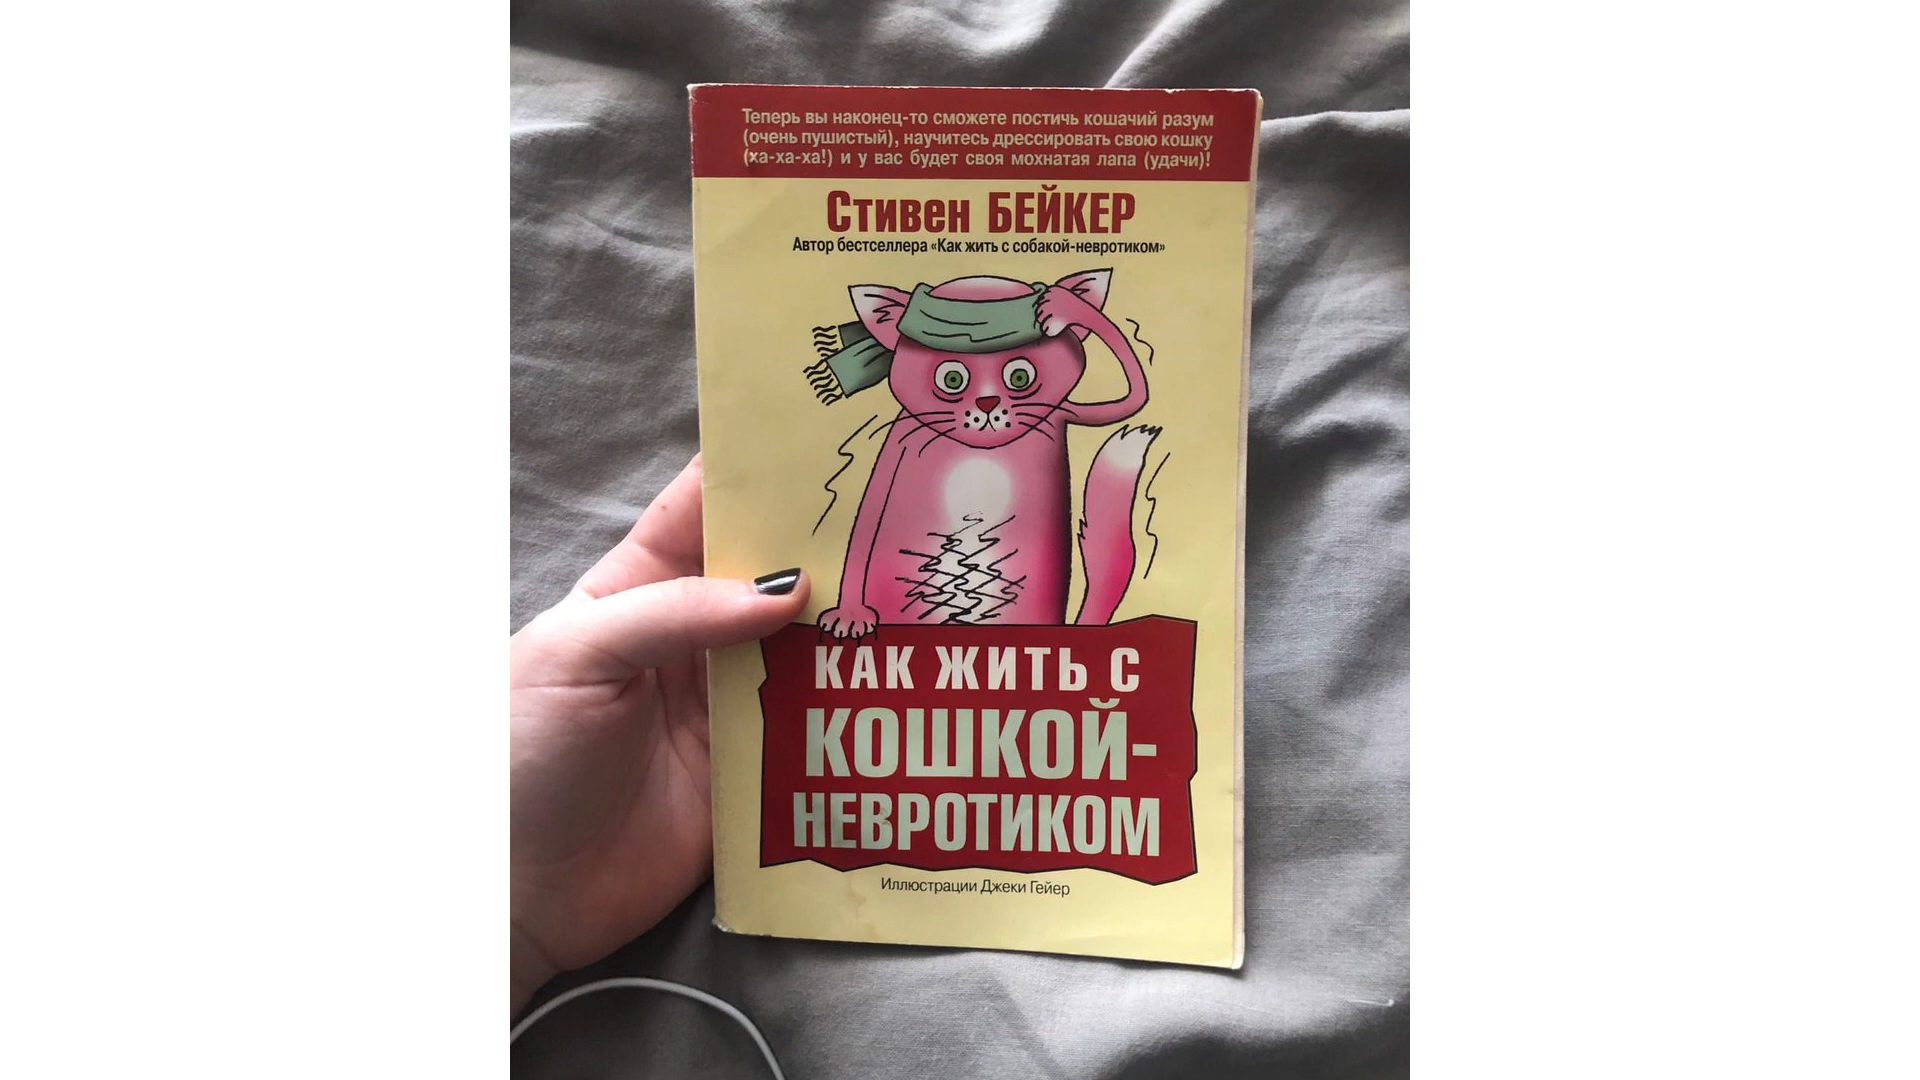 Теперь вы наконец-то сможете постичь кошачий разум
(очень пушистый), научитесь дрессировать свою кошку
(ха-ха-ха!) и у вас будет своя мохнатая лапа (удачи)!
Стивен БЕЙКЕР
Автор бестселлера «Как жить с собакой-невротиком»
КАК ЖИТЬ С
КОШКОЙ-
НЕВРОТИКОМ
Иллюстрации Джеки Гейер